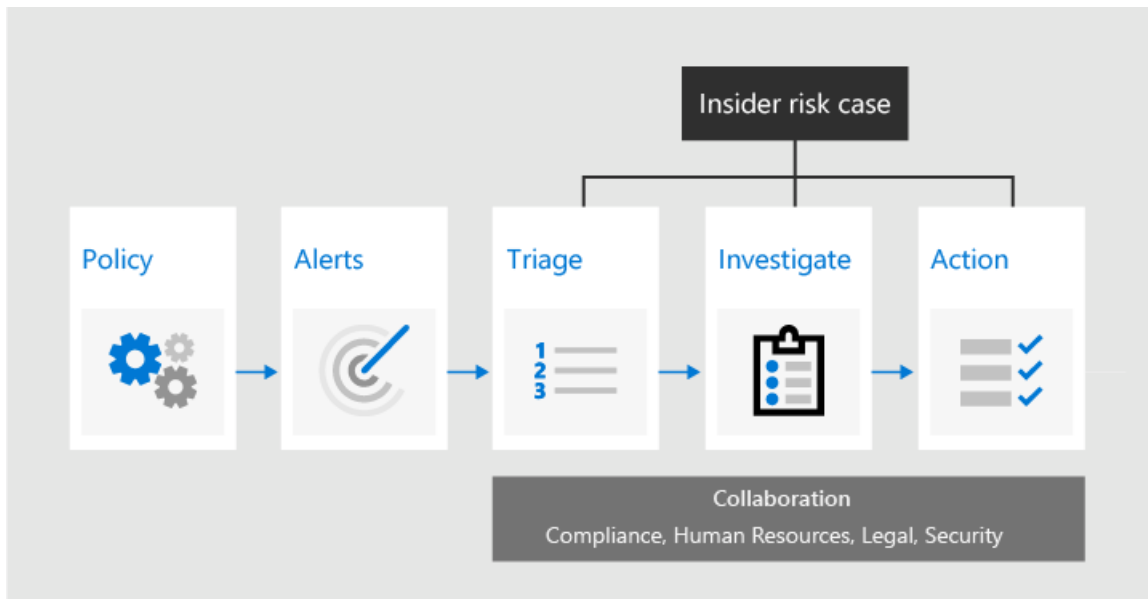 Insider risk case
Policy
Alerts
Triage
Investigate
Action
1
2
3
Collaboration
Compliance, Human Resources, Legal, Security